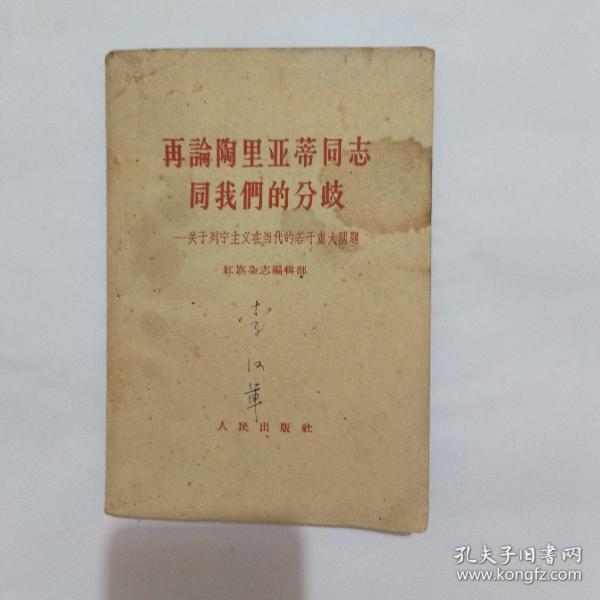 再論陶里亚蒂同志
同我們的分歧
—关于列宁主义在当代的若干重大問題
紅旗杂志編輯部
李
军
人民出版社
孔夫子旧书网
www.kongfz.com